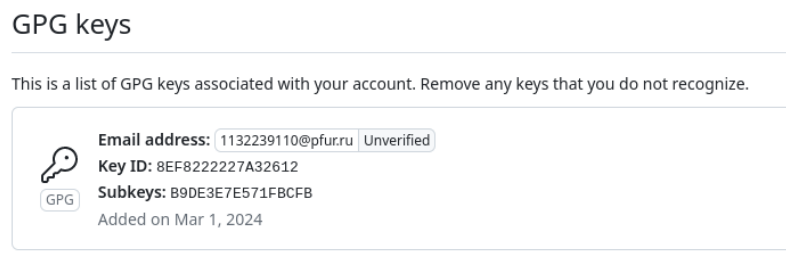 GPG keys
This is a list of GPG keys associated with your account. Remove any keys that you do not recognize.
Email address: 1132239110@pfur.ru Unverified
Key ID: 8EF8222227A32612
GPG
Subkeys: B9DE3E7E571FBCFB
Added on Mar 1, 2024